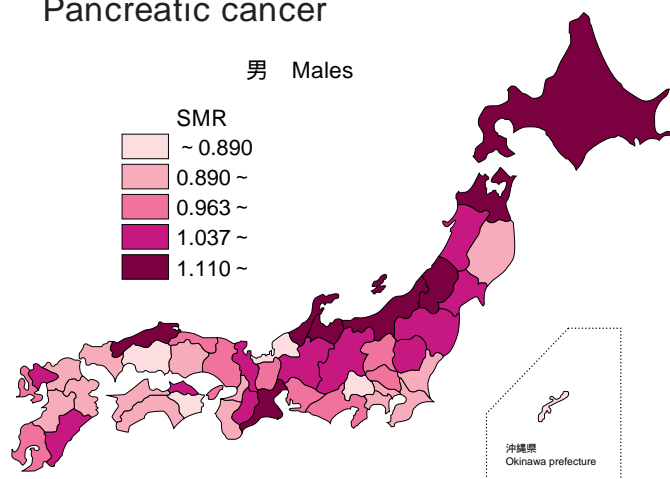 Pancreatic cancer
男 Males
SMR
~ 0.890
0.890 ~
0.963 ~
1.037 ~
1.110 ~
沖縄県
Okinawa prefecture